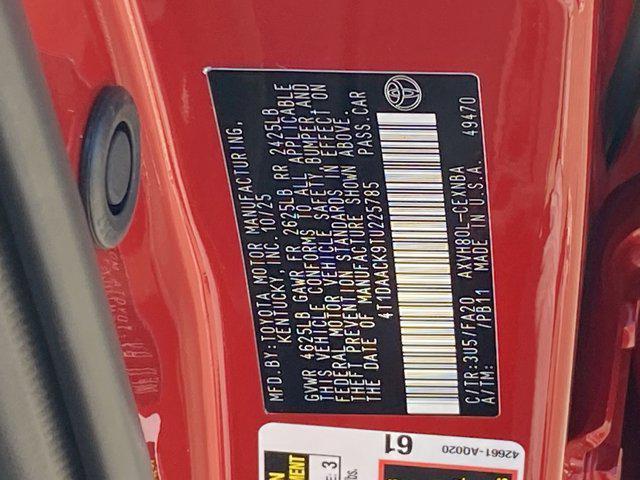 MFD.BY:TOYOTA MOTOR MANUFACTURING,
KENTUCKY, INC. 10/25
GVWR 4625LB GAWR FR 2625LB RR 2425LB
THIS VEHICLE CONFORMS TO ALL APPLICABLE
FEDERAL MOTOR VEHICLE SAFETY, BUMPER, AND
THEFT PREVENTION STANDARDS IN EFFECT ON
THE DATE OF MANUFACTURE SHOWN ABOVE.
4T1DAACK9TU225785 PASS.CAR
C/TR:3U5/FA20 AXVH80L-CEXNBA
A/TM: /PB11 MADE IN U.S.A. 49470
61
42661-AQ020
3